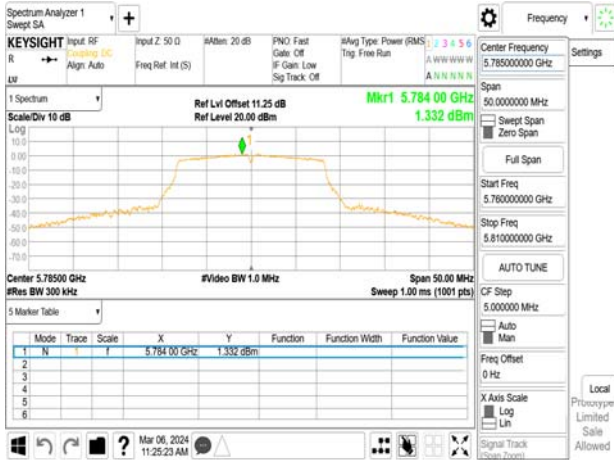 Spectrum Analyzer 1
Swept SA
+
Frequency
KEYSIGHT
R
Input: RF
Coupling: DC
Align: Auto
Input Z: 50 Ω
Freq Ref: Int (S)
#Atten: 20 dB
PNO: Fast
Gate: Off
IF Gain: Low
Sig Track: Off
#Avg Type: Power (RMS
Trig: Free Run
1 2 3 4 5 6
A W W W W W
A N N N N N
Center Frequency
5.785000000 GHz
Settings
Span
50.0000000 MHz
Swept Span
Zero Span
Full Span
Start Freq
5.760000000 GHz
Stop Freq
5.810000000 GHz
AUTO TUNE
CF Step
5.000000 MHz
Auto
Man
Freq Offset
0 Hz
X Axis Scale
Log
Lin
Signal Track
(Span Zoom)
Local
Prototype
Limited
Sale
Allowed
1 Spectrum
Scale/Div 10 dB
Ref Lvl Offset 11.25 dB
Ref Level 20.00 dBm
Mkr1 5.784 00 GHz
1.332 dBm
Log
10.0
0.00
-10.0
-20.0
-30.0
-40.0
-50.0
-60.0
-70.0
1
Center 5.78500 GHz
#Res BW 300 kHz
#Video BW 1.0 MHz
Span 50.00 MHz
Sweep 1.00 ms (1001 pts)
5 Marker Table
Mode Trace Scale X Y Function Function Width Function Value
1 N 1 f 5.784 00 GHz 1.332 dBm
2
3
4
5
6
?
Mar 06, 2024
11:25:23 AM